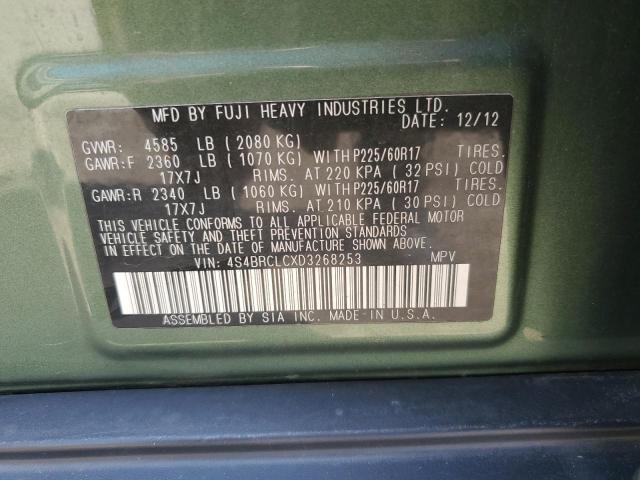 MFD BY FUJI HEAVY INDUSTRIES LTD.
DATE: 12/12
GVWR: 4585 LB ( 2080 KG)
GAWR:F 2360 LB ( 1070 KG) WITH P225/60R17 TIRES.
17X7J RIMS. AT 220 KPA ( 32 PSI) COLD
GAWR:R 2340 LB ( 1060 KG) WITH P225/60R17 TIRES.
17X7J RIMS. AT 210 KPA ( 30 PSI) COLD
THIS VEHICLE CONFORMS TO ALL APPLICABLE FEDERAL MOTOR
VEHICLE SAFETY AND THEFT PREVENTION STANDARDS
IN EFFECT ON THE DATE OF MANUFACTURE SHOWN ABOVE.
VIN: 4S4BRCLCXD3268253 MPV
ASSEMBLED BY SIA INC. MADE IN U.S.A.